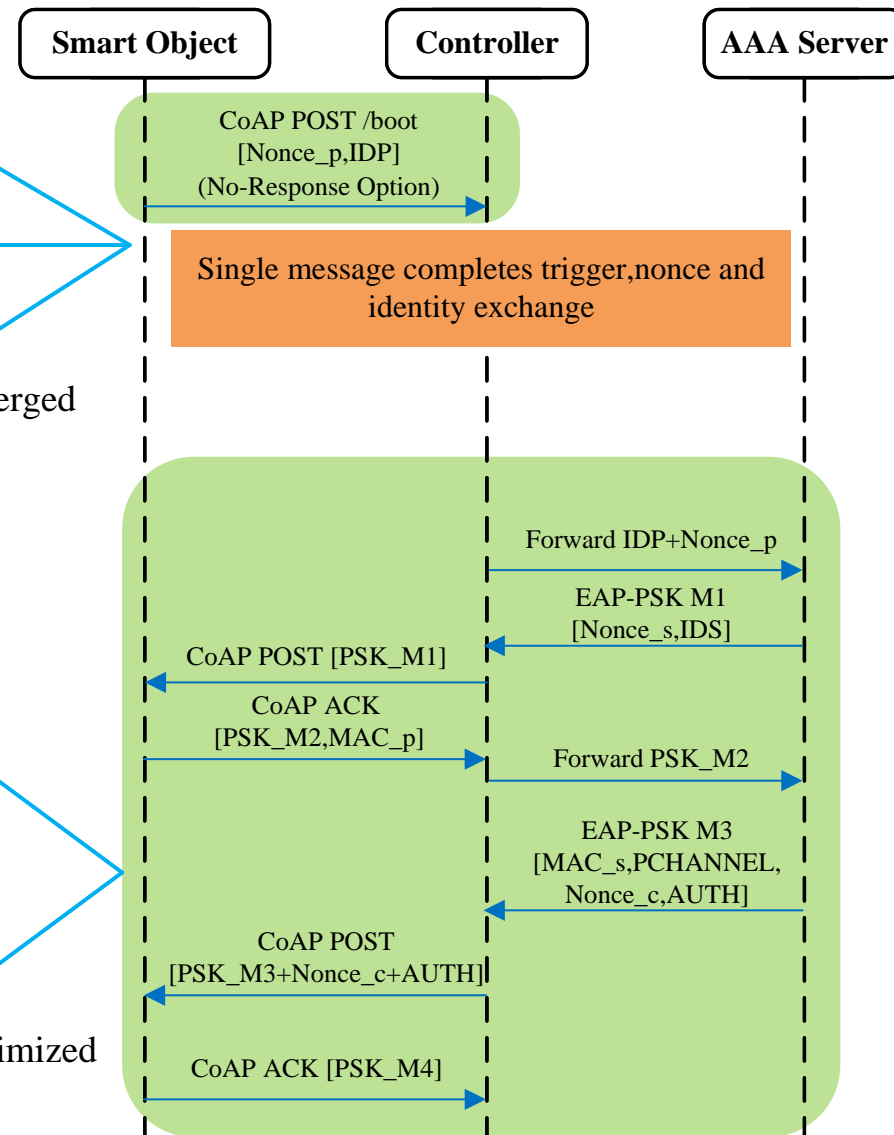 Smart Object
Controller
AAA Server
CoAP POST /boot
[Nonce_p,IDP]
(No-Response Option)
Single message completes trigger,nonce and
identity exchange
erged
Forward IDP+Nonce_p
EAP-PSK M1
[Nonce_s,IDS]
CoAP POST [PSK_M1]
CoAP ACK
[PSK_M2,MAC_p]
Forward PSK_M2
EAP-PSK M3
[MAC_s,PCHANNEL,
Nonce_c,AUTH]
CoAP POST
[PSK_M3+Nonce_c+AUTH]
imized
CoAP ACK [PSK_M4]